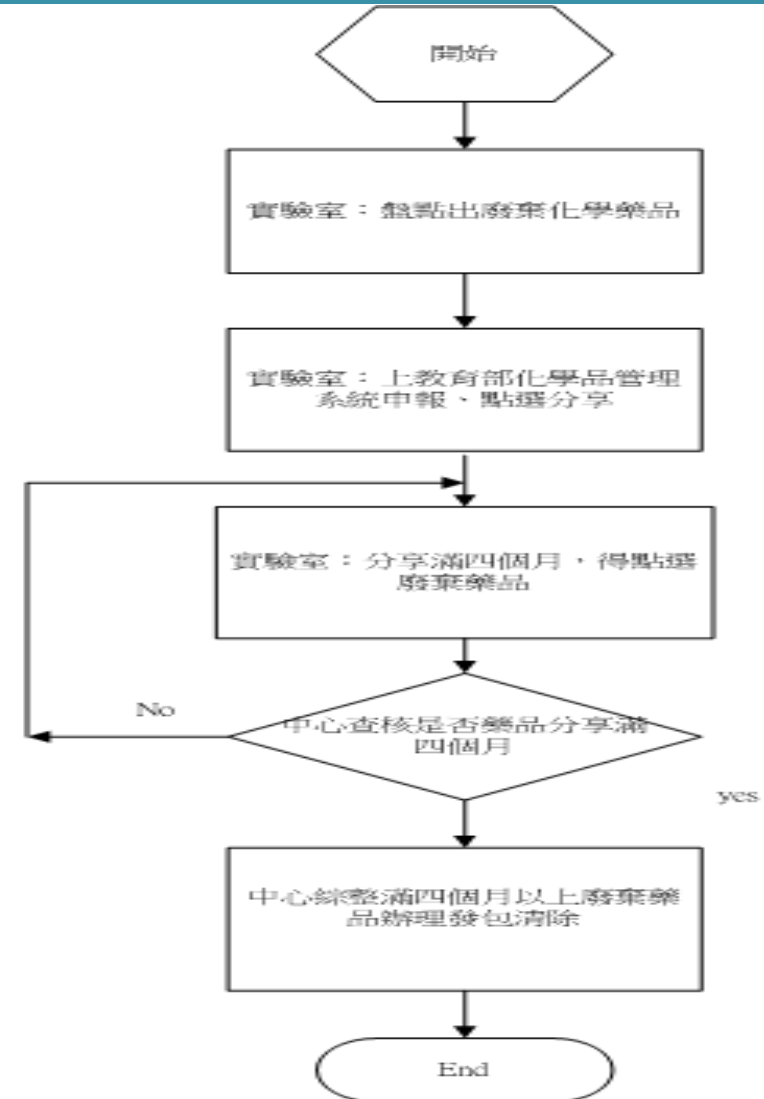 開始
實驗室：盤點出廢棄化學藥品
實驗室：上教育部化學品管理
系統申報、點選分享
實驗室：分享滿四個月，得點選
廢棄藥品
No
中心查核是否藥品分享滿
四個月
yes
中心綜整滿四個月以上廢棄藥
品辦理發包清除
End